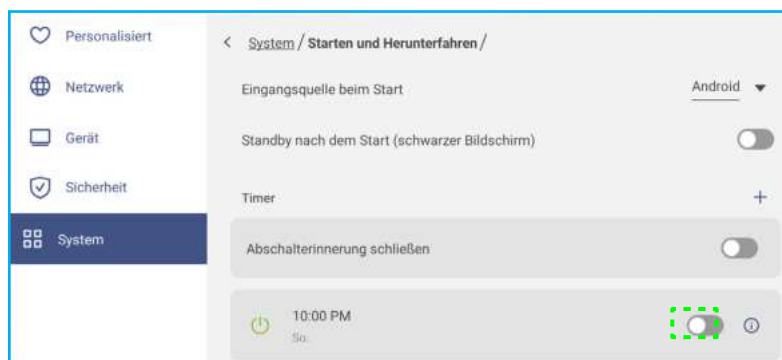 Personalisiert
Netzwerk
Gerät
Sicherheit
System
System / Starten und Herunterfahren /
Eingangsquelle beim Start Android
Standby nach dem Start (schwarzer Bildschirm)
Timer
Abschalterinnerung schließen
10:00 PM
So.